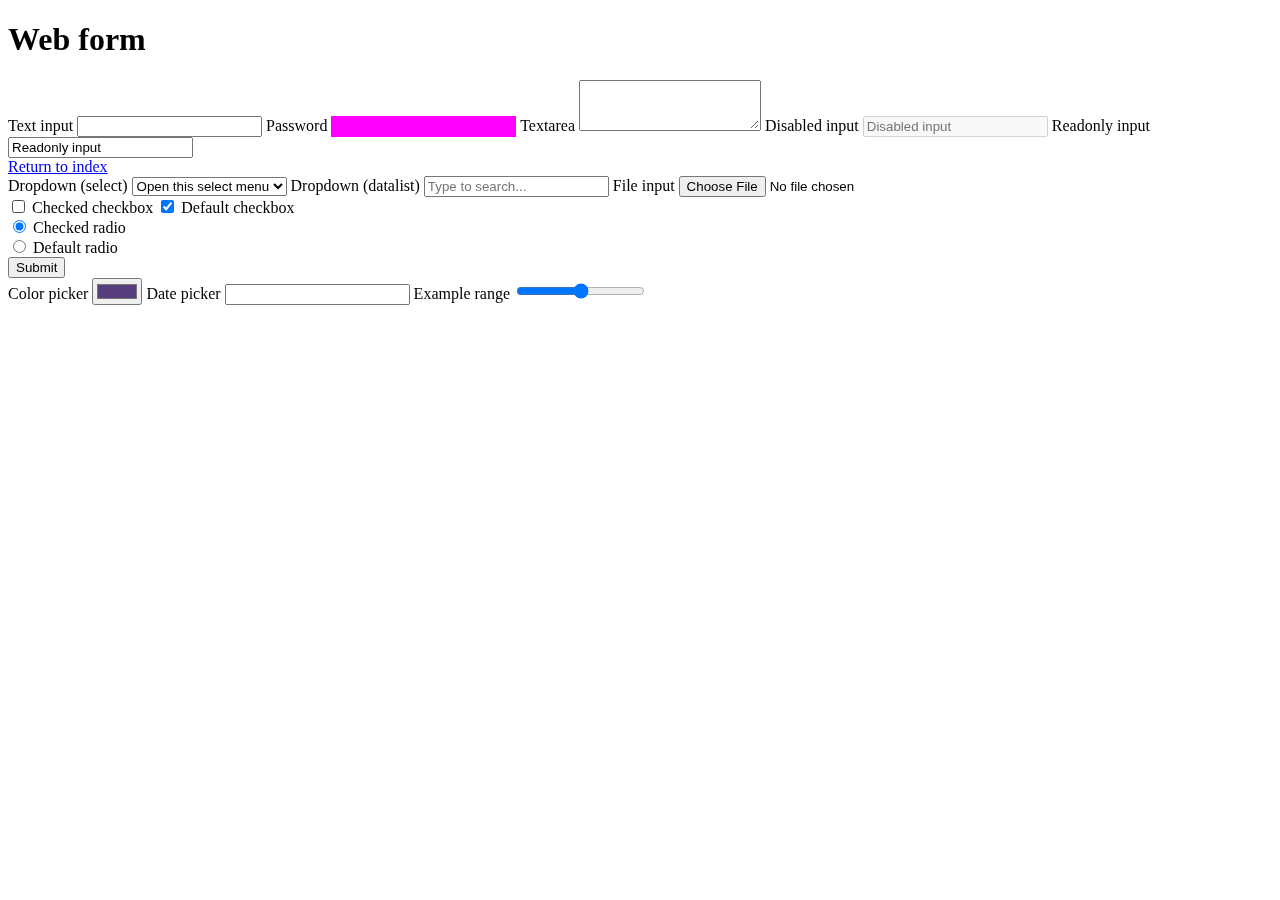 Web form
Text input Password Textarea Disabled input Disabled input Readonly input
Readonly input
Return to index
Dropdown (select) Open this select menu Dropdown (datalist) Type to search... File input Choose File No file chosen
Checked checkbox Default checkbox
Checked radio
Default radio
Submit
Color picker Date picker Example range